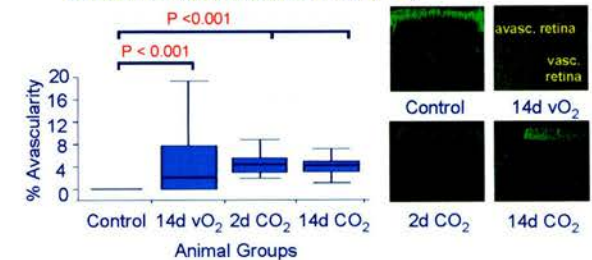 P <0.001
P < 0.001
% Avascularity
20
16
12
8
4
0
Control 14d vO₂ 2d CO₂ 14d CO₂
Animal Groups
avasc. retina
vasc.
retina
Control 14d vO₂
2d CO₂ 14d CO₂